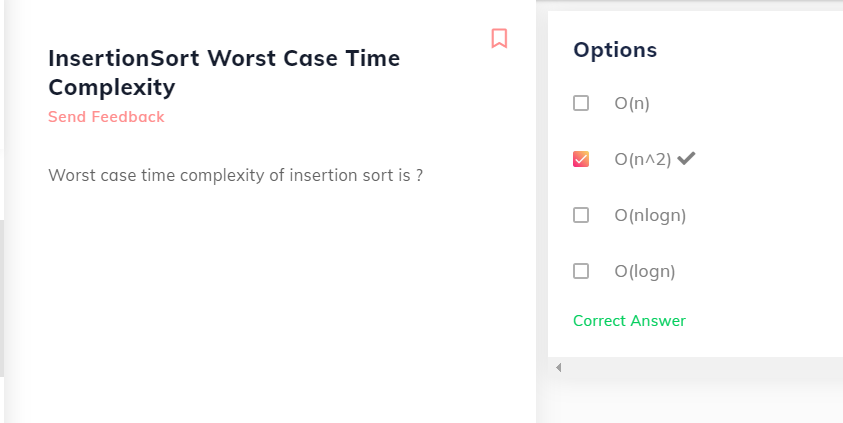 InsertionSort Worst Case Time
Complexity
Send Feedback
Worst case time complexity of insertion sort is ?
Options
O(n)
O(n^2)
O(nlogn)
O(logn)
Correct Answer